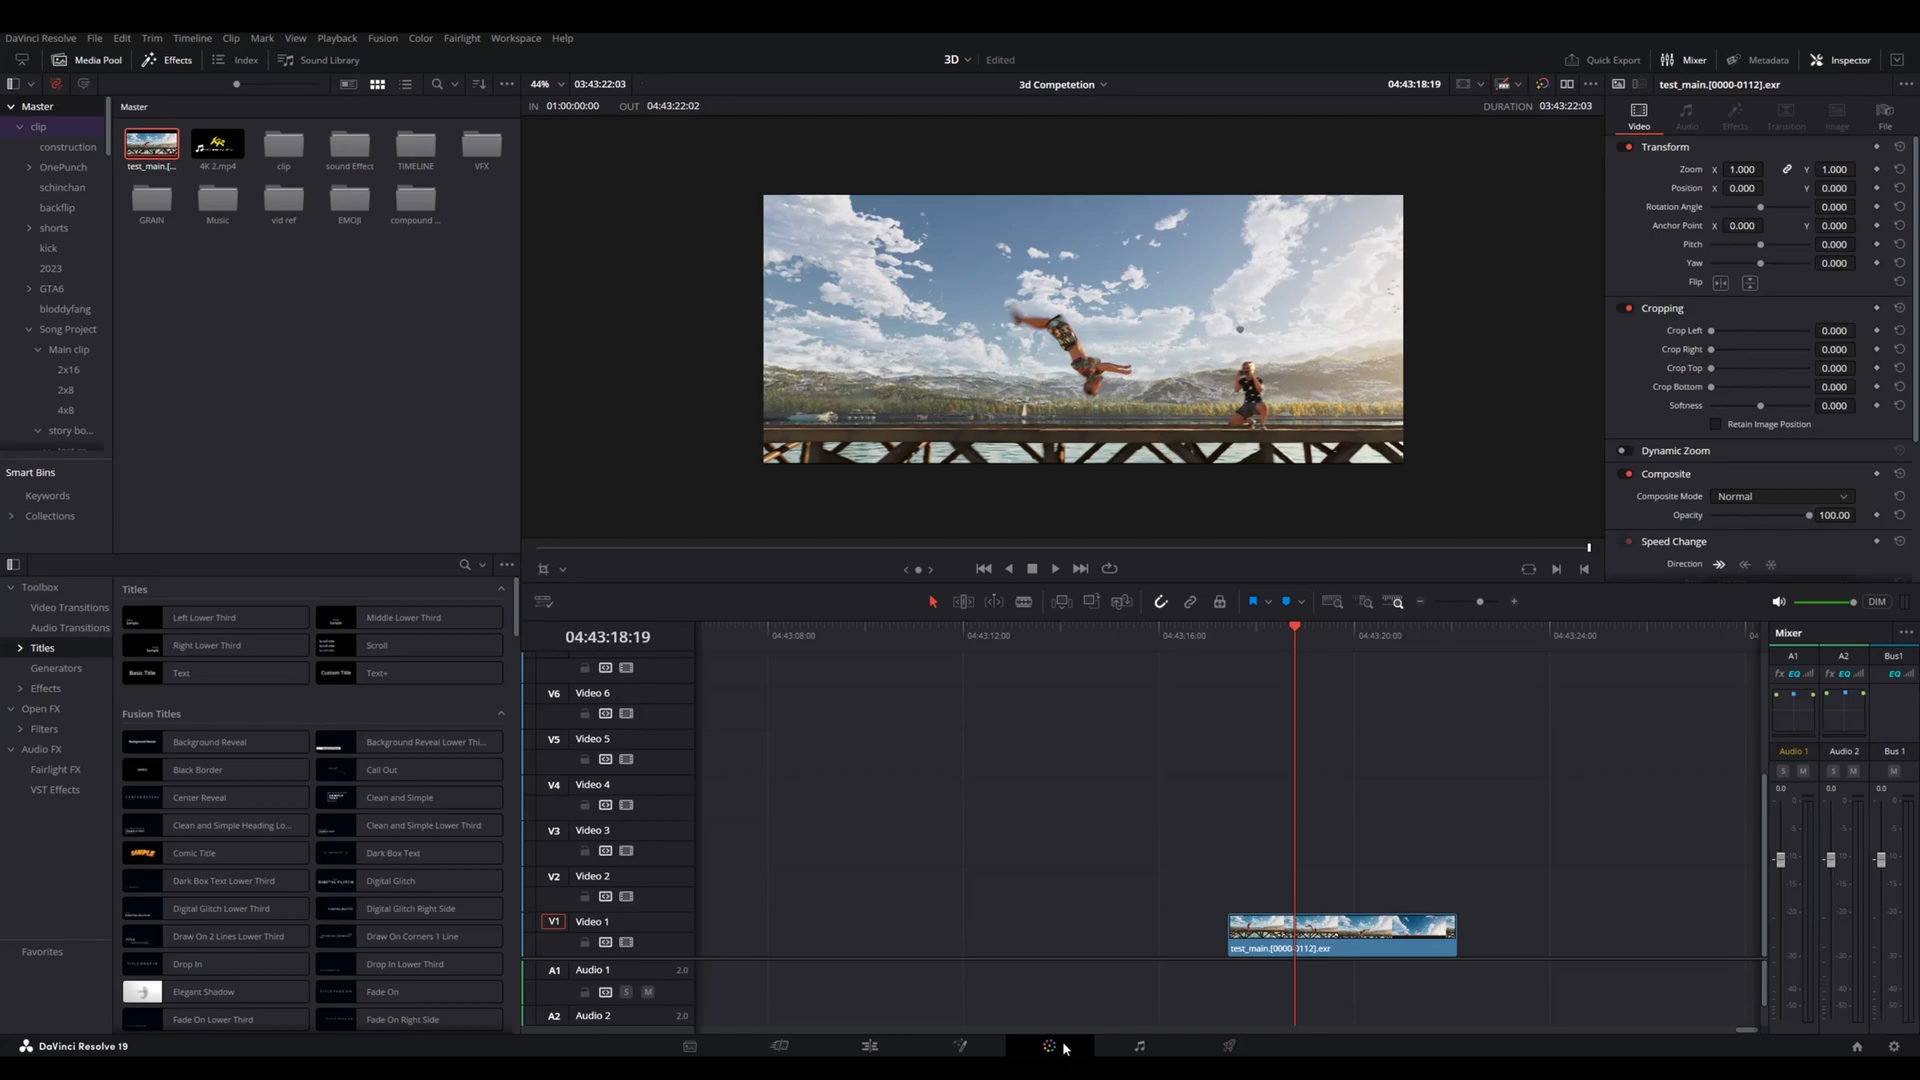 DaVinci Resolve File Edit Trim Timeline Clip Mark View Playback Fusion Color Fairlight Workspace Help
Media Pool Effects Index Sound Library 3D Edited Quick Export Mixer Metadata Inspector
44% 03:43:22:03 3d Competetion 04:43:18:19 test_main.[0000-0112].exr
Master Master IN 01:00:00:00 OUT 04:43:22:02 DURATION 03:43:22:03
Video Audio Effects Transition Image File
clip
construction
OnePunch
schinchan
backflip
shorts
kick
2023
GTA6
bloddyfang
Song Project
Main clip
2x16
2x8
4x8
story bo...
test_main.[... 4K 2.mp4 clip sound Effect TIMELINE VFX
GRAIN Music vid ref EMOJI compound ...
Smart Bins
Keywords
Collections
Transform
Zoom X 1.000 Y 1.000
Position X 0.000 Y 0.000
Rotation Angle 0.000
Anchor Point X 0.000 Y 0.000
Pitch 0.000
Yaw 0.000
Flip
Cropping
Crop Left 0.000
Crop Right 0.000
Crop Top 0.000
Crop Bottom 0.000
Softness 0.000
Retain Image Position
Dynamic Zoom
Composite
Composite Mode Normal
Opacity 100.00
Speed Change
Direction
Toolbox
Video Transitions
Audio Transitions
Titles
Generators
Effects
Open FX
Filters
Audio FX
Fairlight FX
VST Effects
Favorites
Titles
Left Lower Third Middle Lower Third
Right Lower Third Scroll
Basic Title Text Custom Title Text+
Fusion Titles
Background Reveal Background Reveal Lower Thi...
Black Border Call Out
Center Reveal Clean and Simple
Clean and Simple Heading Lo... Clean and Simple Lower Third
Comic Title Dark Box Text
Dark Box Text Lower Third Digital Glitch
Digital Glitch Lower Third Digital Glitch Right Side
Draw On 2 Lines Lower Third Draw On Corners 1 Line
Drop In Drop In Lower Third
Elegant Shadow Fade On
Fade On Lower Third Fade On Right Side
04:43:18:19 04:43:08:00 04:43:12:00 04:43:16:00 04:43:20:00 04:43:24:00
V6 Video 6
V5 Video 5
V4 Video 4
V3 Video 3
V2 Video 2
V1 Video 1
test_main.[0000-0112].exr
A1 Audio 1 2.0
S M
A2 Audio 2 2.0
DIM
Mixer
A1 A2 Bus1
fx EQ fx EQ EQ
Audio 1 Audio 2 Bus 1
S M S M M
0.0 0.0 0.0
DaVinci Resolve 19